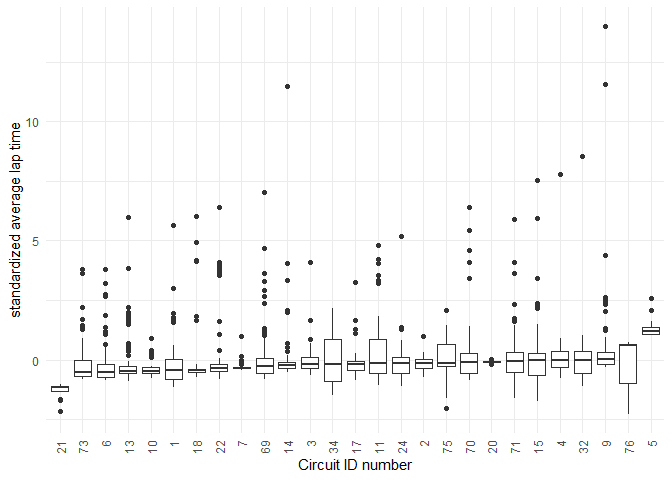 standardized average lap time
10
5
0
21 73 6 13 10 1 18 22 7 69 14 3 34 17 11 24 2 75 70 20 71 15 4 32 9 76 5
Circuit ID number